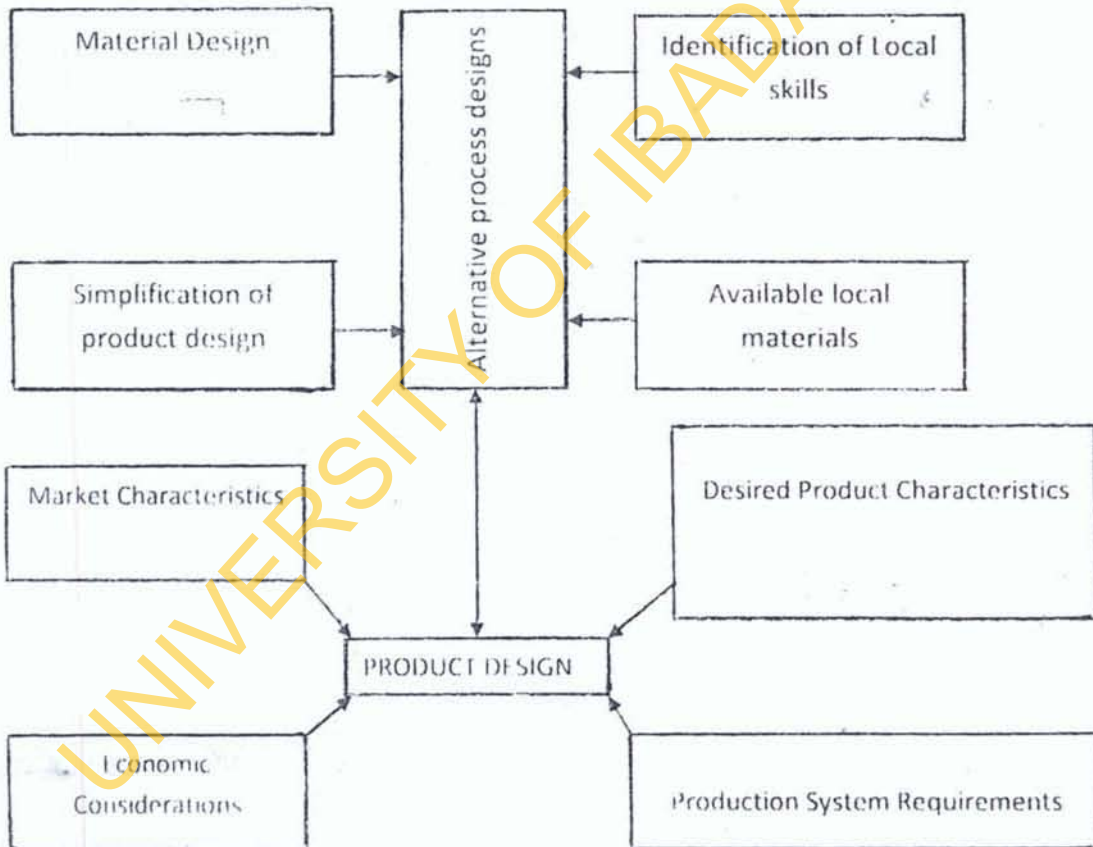 Material Design
Alternative process designs
Identification of Local
skills
Simplification of
product design
Available local
materials
Market Characteristics
Desired Product Characteristics
PRODUCT DESIGN
Economic
Considerations
Production System Requirements
UNIVERSITY OF IBADA